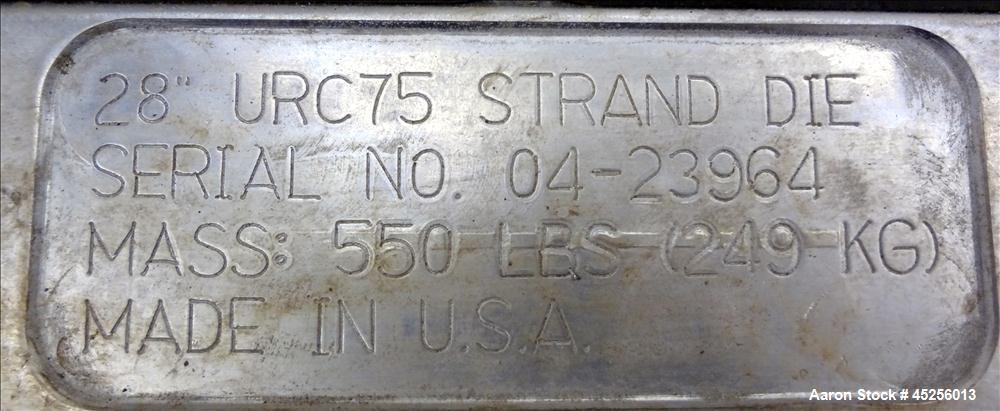 28" URC75 STRAND DIE
SERIAL NO. 04-23964
MASS: 550 LBS (249 KG)
MADE IN U.S.A.
Aaron Stock # 45256013